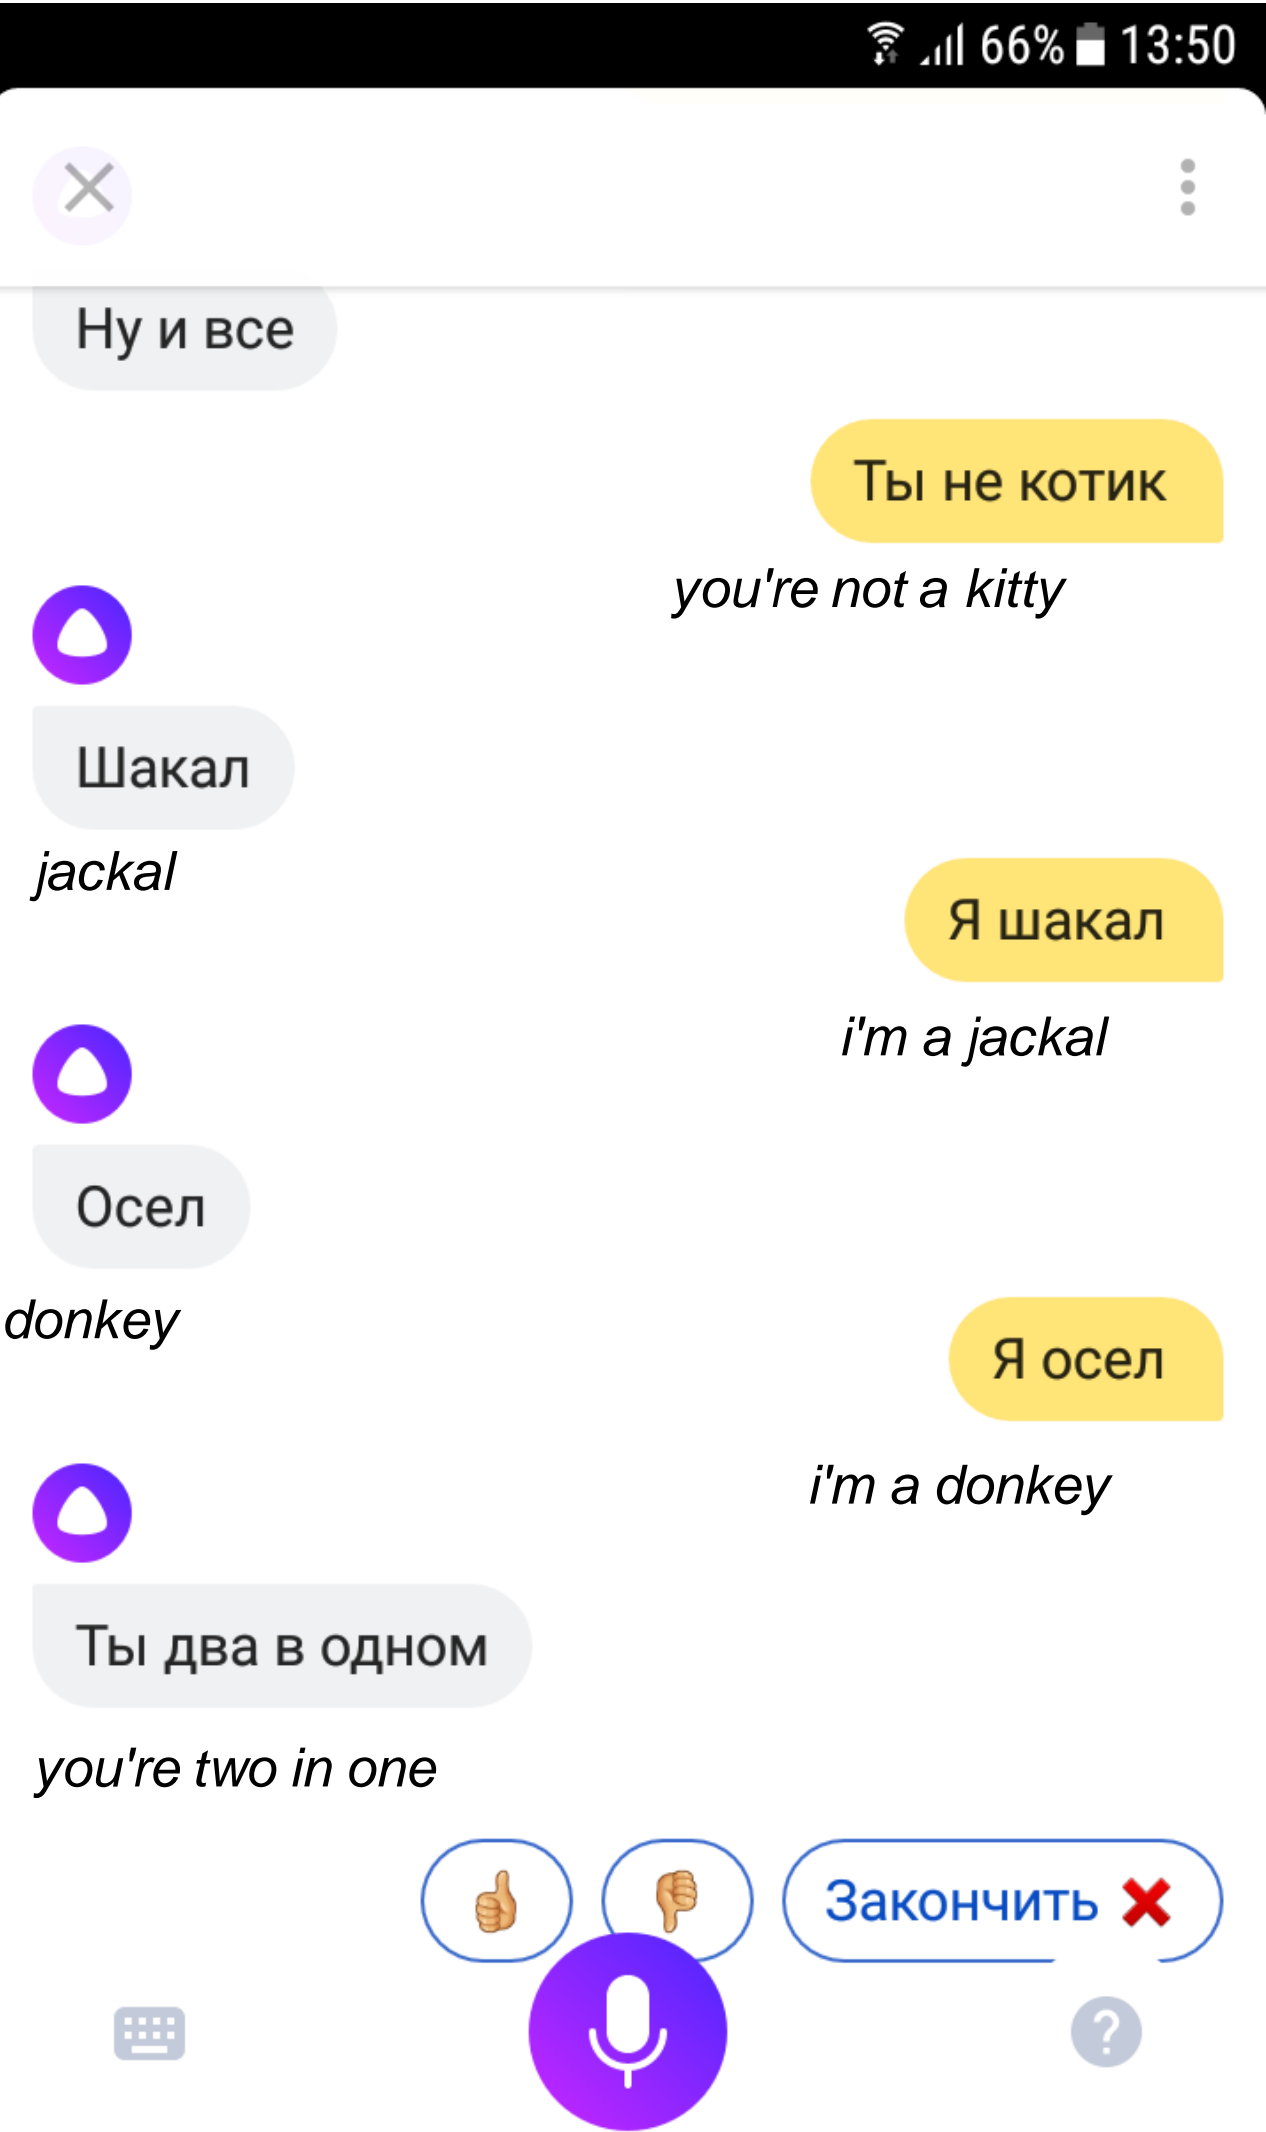 66% 13:50
Ну и все
Ты не котик
you're not a kitty
Шакал
jackal
Я шакал
i'm a jackal
Осел
donkey
Я осел
i'm a donkey
Ты два в одном
you're two in one
Закончить
?